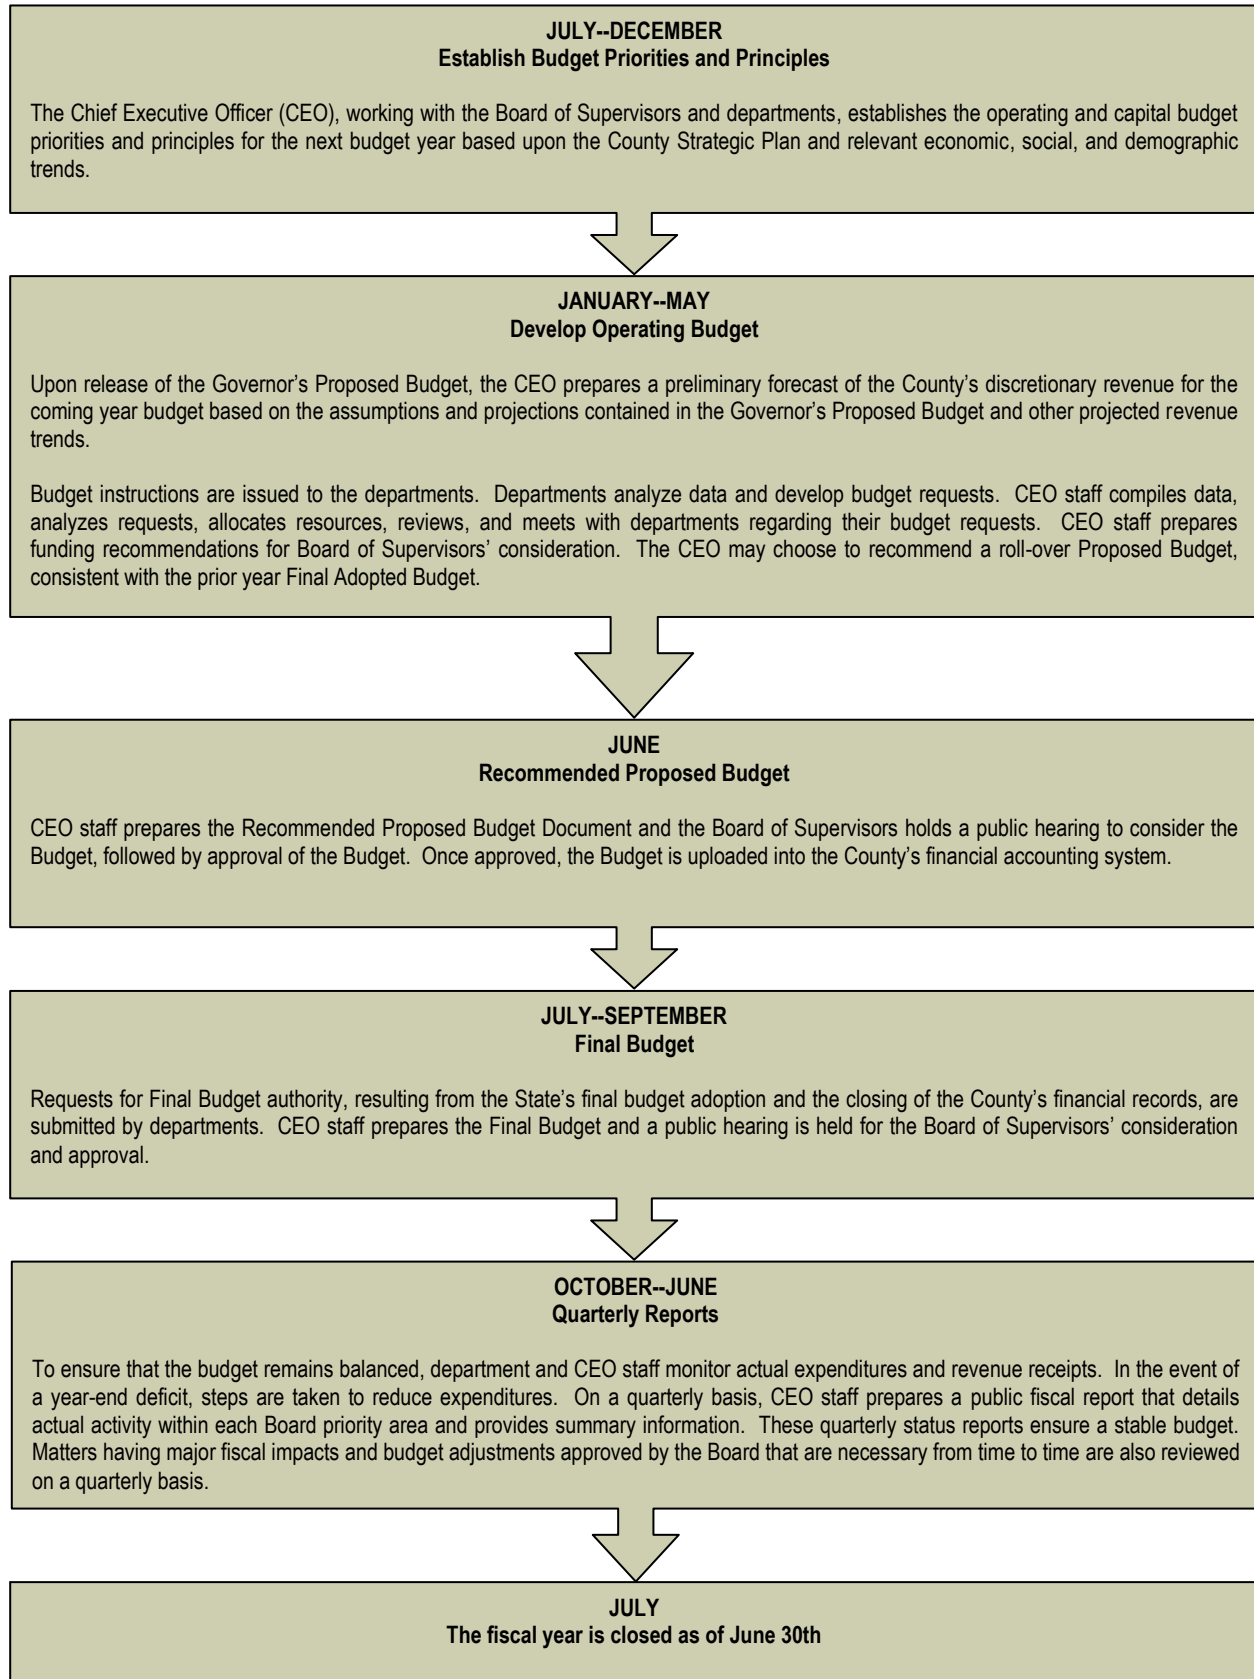 JULY--DECEMBER
Establish Budget Priorities and Principles
The Chief Executive Officer (CEO), working with the Board of Supervisors and departments, establishes the operating and capital budget
priorities and principles for the next budget year based upon the County Strategic Plan and relevant economic, social, and demographic
trends.
JANUARY--MAY
Develop Operating Budget
Upon release of the Governor's Proposed Budget, the CEO prepares a preliminary forecast of the County's discretionary revenue for the
coming year budget based on the assumptions and projections contained in the Governor's Proposed Budget and other projected revenue
trends.
Budget instructions are issued to the departments. Departments analyze data and develop budget requests. CEO staff compiles data,
analyzes requests, allocates resources, reviews, and meets with departments regarding their budget requests. CEO staff prepares
funding recommendations for Board of Supervisors' consideration. The CEO may choose to recommend a roll-over Proposed Budget,
consistent with the prior year Final Adopted Budget.
JUNE
Recommended Proposed Budget
CEO staff prepares the Recommended Proposed Budget Document and the Board of Supervisors holds a public hearing to consider the
Budget, followed by approval of the Budget. Once approved, the Budget is uploaded into the County's financial accounting system.
JULY--SEPTEMBER
Final Budget
Requests for Final Budget authority, resulting from the State's final budget adoption and the closing of the County's financial records, are
submitted by departments. CEO staff prepares the Final Budget and a public hearing is held for the Board of Supervisors' consideration
and approval.
OCTOBER--JUNE
Quarterly Reports
To ensure that the budget remains balanced, department and CEO staff monitor actual expenditures and revenue receipts. In the event of
a year-end deficit, steps are taken to reduce expenditures. On a quarterly basis, CEO staff prepares a public fiscal report that details
actual activity within each Board priority area and provides summary information. These quarterly status reports ensure a stable budget.
Matters having major fiscal impacts and budget adjustments approved by the Board that are necessary from time to time are also reviewed
on a quarterly basis.
JULY
The fiscal year is closed as of June 30th